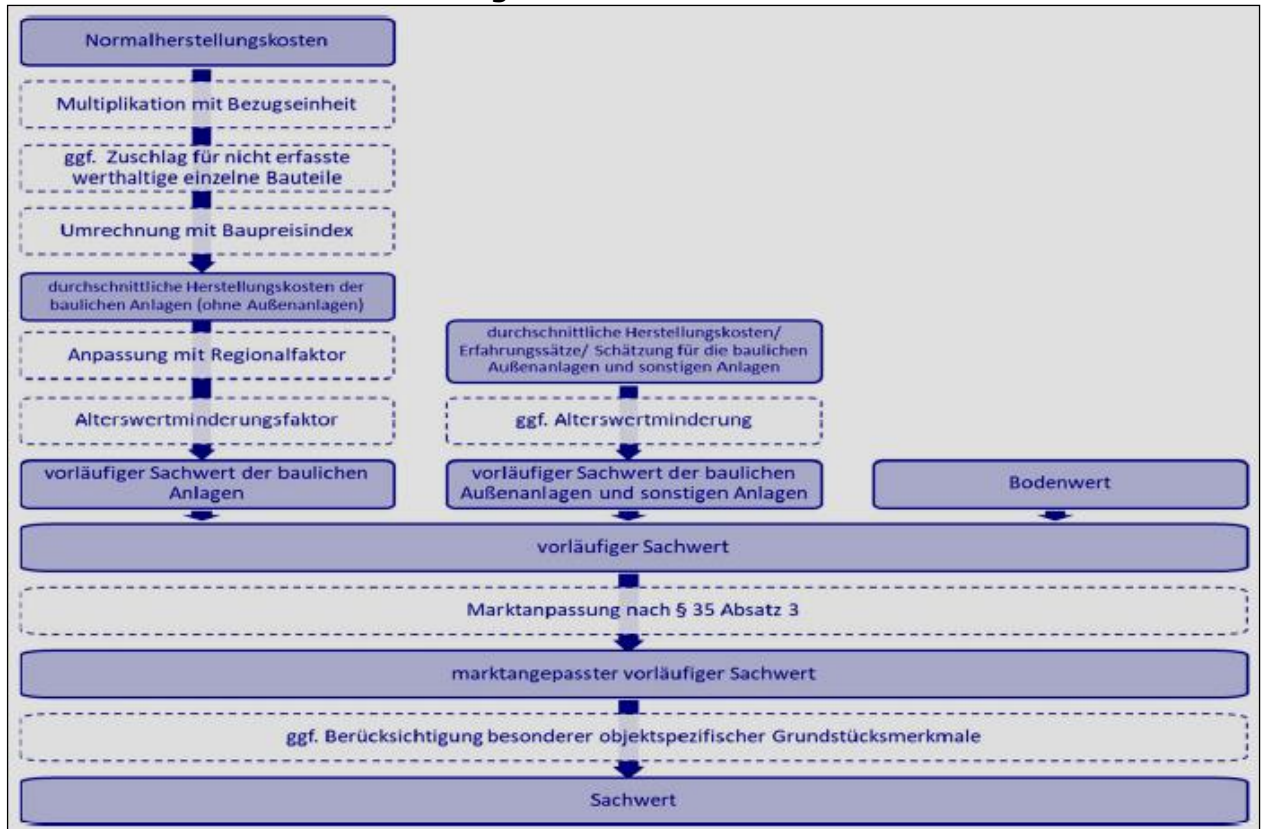 Normalherstellungskosten
Multiplikation mit Bezugseinheit
ggf. Zuschlag für nicht erfasste
werthaltige einzelne Bauteile
Umrechnung mit Baupreisindex
durchschnittliche Herstellungskosten der
baulichen Anlagen (ohne Außenanlagen)
Anpassung mit Regionalfaktor
Alterswertminderungsfaktor
vorläufiger Sachwert der baulichen
Anlagen
durchschnittliche Herstellungskosten/
Erfahrungssätze/ Schätzung für die baulichen
Außenanlagen und sonstigen Anlagen
ggf. Alterswertminderung
vorläufiger Sachwert der baulichen
Außenanlagen und sonstigen Anlagen
Bodenwert
vorläufiger Sachwert
Marktanpassung nach § 35 Absatz 3
marktangepasster vorläufiger Sachwert
ggf. Berücksichtigung besonderer objektspezifischer Grundstücksmerkmale
Sachwert